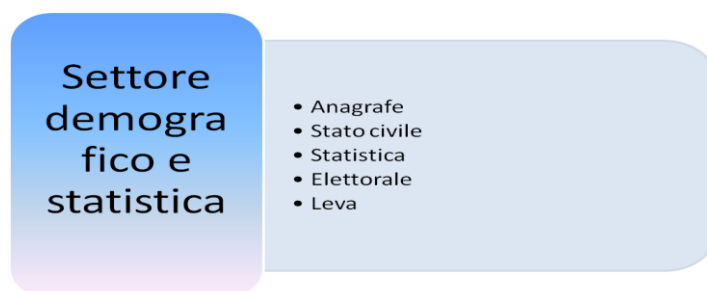 Settore
demogra
fico e
statistica
• Anagrafe
• Stato civile
• Statistica
• Elettorale
• Leva